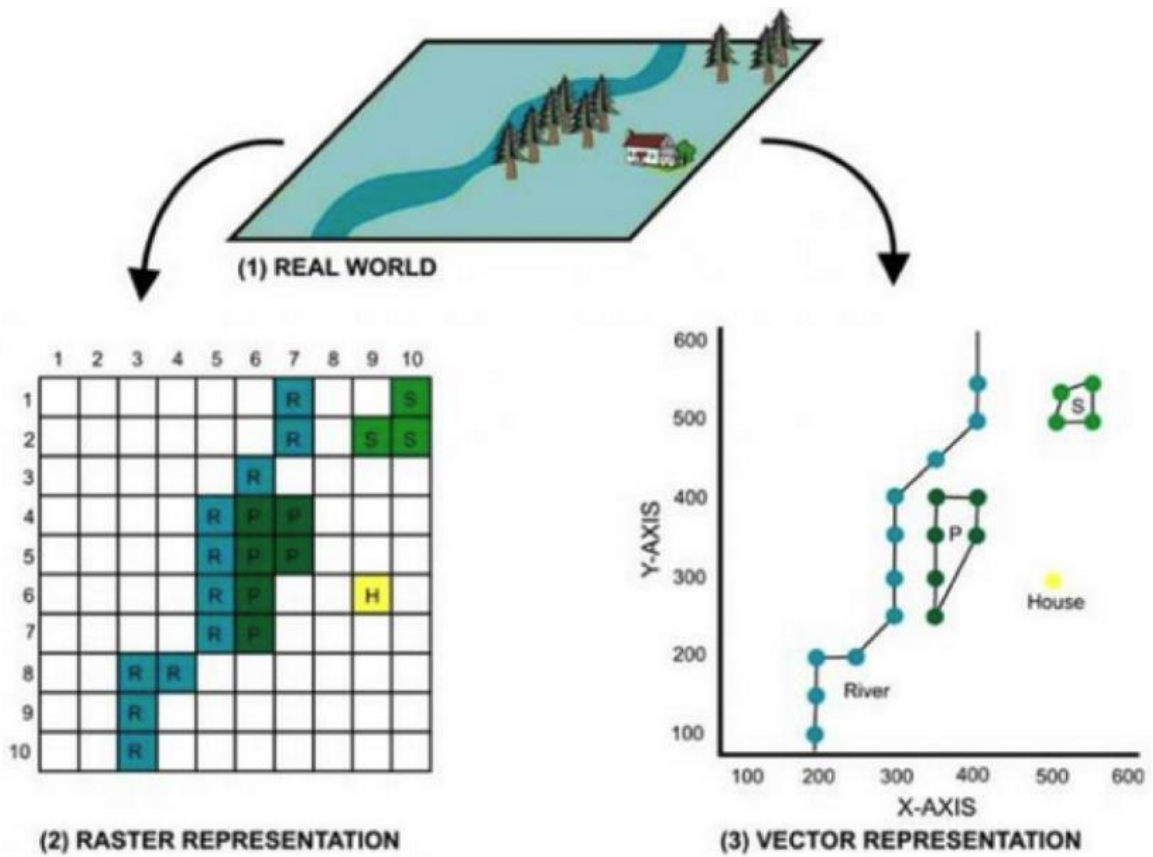 (1) REAL WORLD
1 2 3 4 5 6 7 8 9 10
1 R S
2 R S S
3 R
4 R P P
5 R P P
6 R P H
7 R P
8 R R
9 R
10 R
(2) RASTER REPRESENTATION
600
500
400
300
200
100
Y-AXIS
S
P
House
River
100 200 300 400 500 600
X-AXIS
(3) VECTOR REPRESENTATION